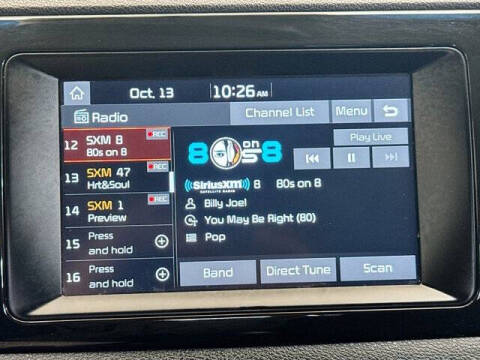 Oct. 13
10:26 AM
Radio
Channel List
Menu
12 SXM 8 REC
80s on 8
13 SXM 47 REC
Hrt&Soul
14 SXM 1 REC
Preview
15 Press
and hold
16 Press
and hold
80s on 8
Play Live
SiriusXM 8 80s on 8
SATELLITE RADIO
Billy Joel
You May Be Right (80)
Pop
Band
Direct Tune
Scan